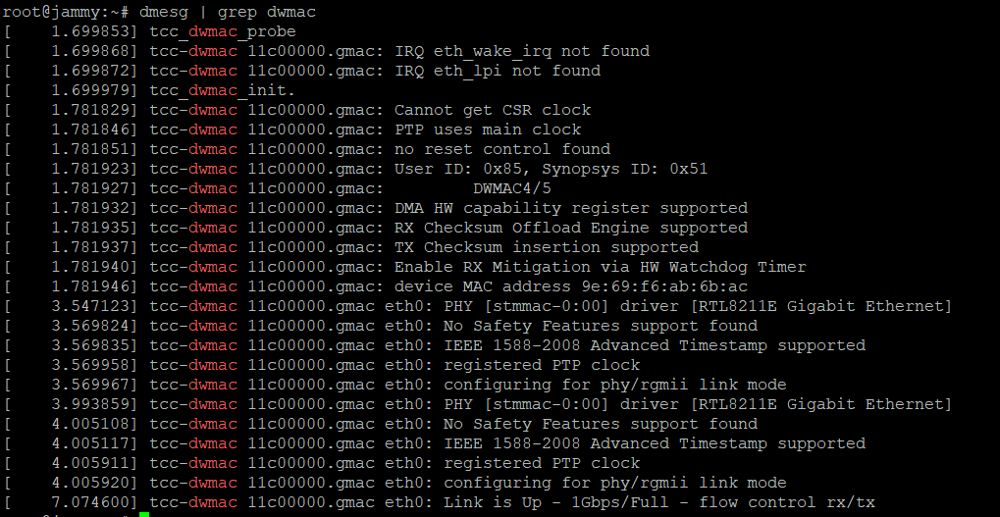 root@jammy:~# dmesg | grep dwmac
[    1.699853] tcc_dwmac_probe
[    1.699868] tcc-dwmac 11c00000.gmac: IRQ eth_wake_irq not found
[    1.699872] tcc-dwmac 11c00000.gmac: IRQ eth_lpi not found
[    1.699979] tcc_dwmac_init.
[    1.781829] tcc-dwmac 11c00000.gmac: Cannot get CSR clock
[    1.781846] tcc-dwmac 11c00000.gmac: PTP uses main clock
[    1.781851] tcc-dwmac 11c00000.gmac: no reset control found
[    1.781923] tcc-dwmac 11c00000.gmac: User ID: 0x85, Synopsys ID: 0x51
[    1.781927] tcc-dwmac 11c00000.gmac:         DWMAC4/5
[    1.781932] tcc-dwmac 11c00000.gmac: DMA HW capability register supported
[    1.781935] tcc-dwmac 11c00000.gmac: RX Checksum Offload Engine supported
[    1.781937] tcc-dwmac 11c00000.gmac: TX Checksum insertion supported
[    1.781940] tcc-dwmac 11c00000.gmac: Enable RX Mitigation via HW Watchdog Timer
[    1.781946] tcc-dwmac 11c00000.gmac: device MAC address 9e:69:f6:ab:6b:ac
[    3.547123] tcc-dwmac 11c00000.gmac eth0: PHY [stmmac-0:00] driver [RTL8211E Gigabit Ethernet]
[    3.569824] tcc-dwmac 11c00000.gmac eth0: No Safety Features support found
[    3.569835] tcc-dwmac 11c00000.gmac eth0: IEEE 1588-2008 Advanced Timestamp supported
[    3.569958] tcc-dwmac 11c00000.gmac eth0: registered PTP clock
[    3.569967] tcc-dwmac 11c00000.gmac eth0: configuring for phy/rgmii link mode
[    3.993859] tcc-dwmac 11c00000.gmac eth0: PHY [stmmac-0:00] driver [RTL8211E Gigabit Ethernet]
[    4.005108] tcc-dwmac 11c00000.gmac eth0: No Safety Features support found
[    4.005117] tcc-dwmac 11c00000.gmac eth0: IEEE 1588-2008 Advanced Timestamp supported
[    4.005911] tcc-dwmac 11c00000.gmac eth0: registered PTP clock
[    4.005920] tcc-dwmac 11c00000.gmac eth0: configuring for phy/rgmii link mode
[    7.074600] tcc-dwmac 11c00000.gmac eth0: Link is Up - 1Gbps/Full - flow control rx/tx